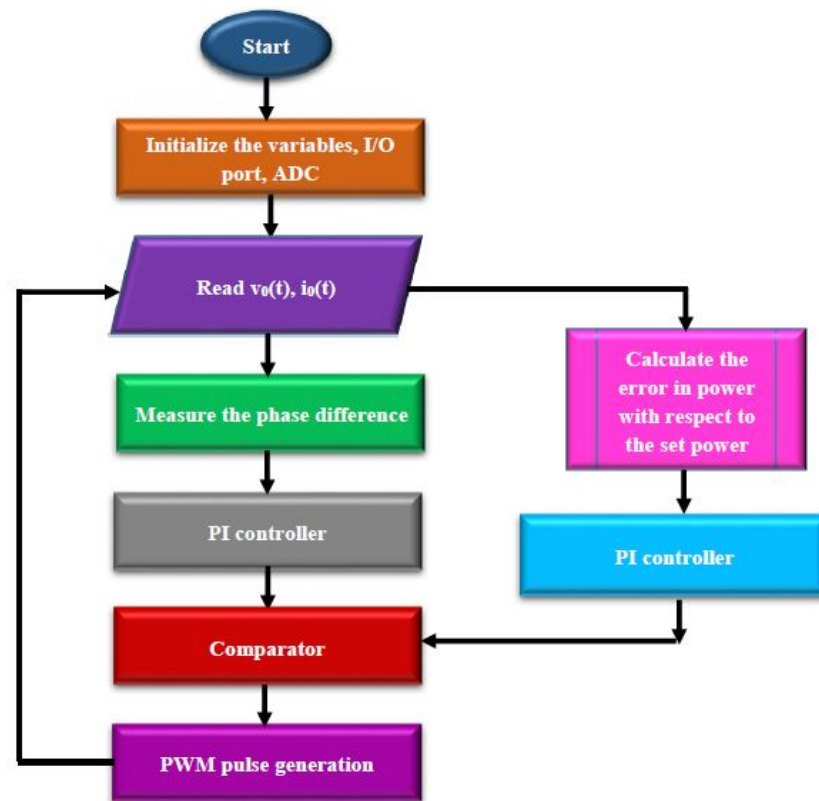 Start
Initialize the variables, I/O
port, ADC
Read v₀(t), i₀(t)
Measure the phase difference
PI controller
Comparator
PWM pulse generation
Calculate the
error in power
with respect to
the set power
PI controller